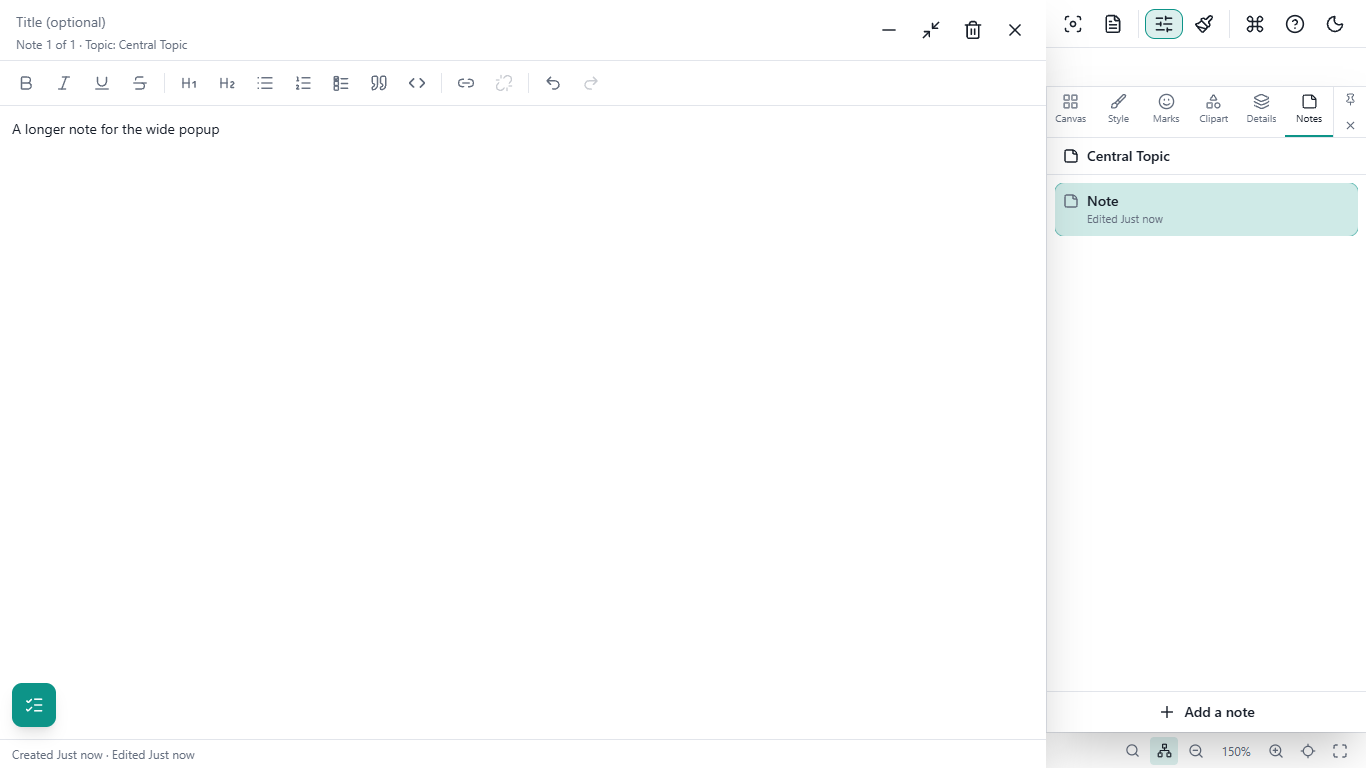 Title (optional)
Note 1 of 1 · Topic: Central Topic
H1 H2
A longer note for the wide popup
Created Just now · Edited Just now
Canvas Style Marks Clipart Details Notes
Central Topic
Note
Edited Just now
Add a note
150%